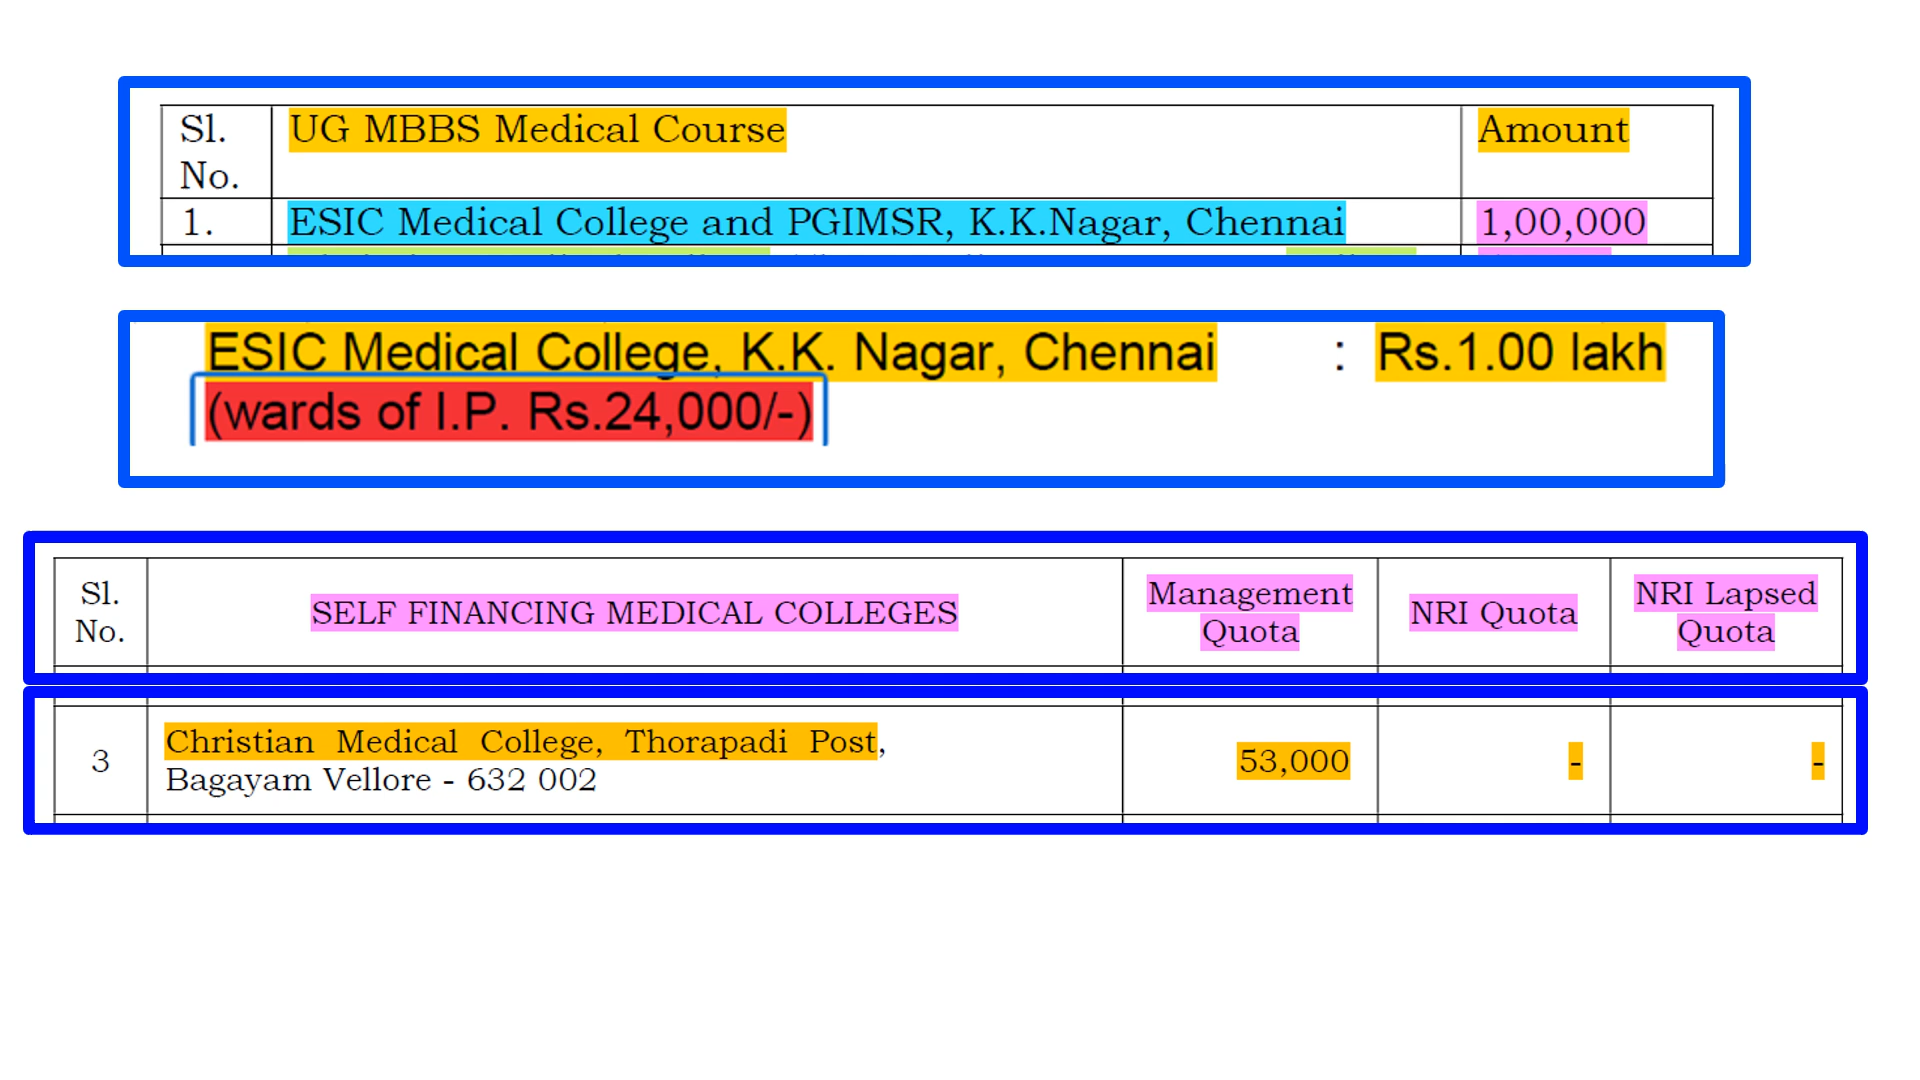 Sl. No. UG MBBS Medical Course Amount
1. ESIC Medical College and PGIMSR, K.K.Nagar, Chennai 1,00,000
ESIC Medical College, K.K. Nagar, Chennai : Rs.1.00 lakh
(wards of I.P. Rs.24,000/-)
Sl. No. SELF FINANCING MEDICAL COLLEGES Management Quota NRI Quota NRI Lapsed Quota
3 Christian Medical College, Thorapadi Post, 53,000 - -
Bagayam Vellore - 632 002